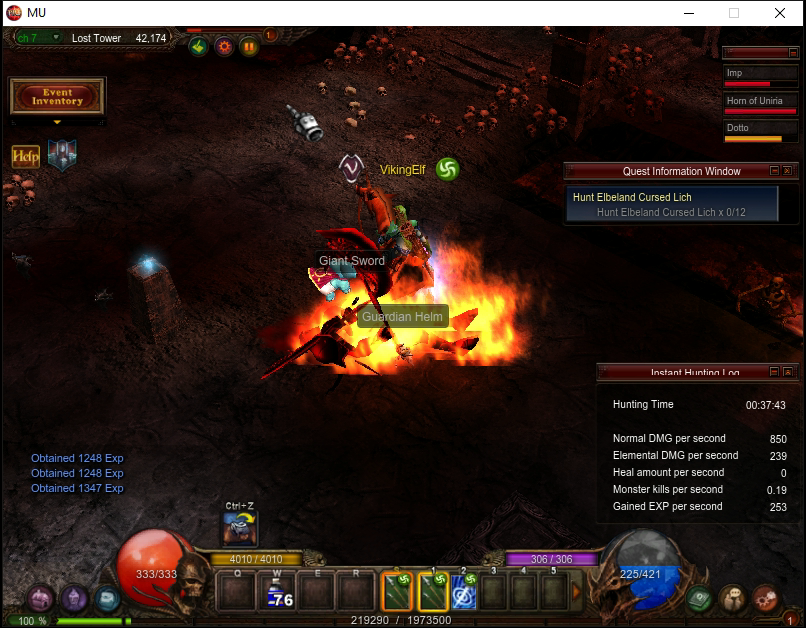 MU
ch 7 Lost Tower 42,174
1
Event
Inventory
Imp
Horn of Uniria
Dotto
Help
VikingElf
Quest Information Window
Hunt Elbeland Cursed Lich
Hunt Elbeland Cursed Lich x 0/12
Giant Sword
Guardian Helm
Instant Hunting Log
Hunting Time 00:37:43
Normal DMG per second 850
Elemental DMG per second 239
Heal amount per second 0
Monster kills per second 0.19
Gained EXP per second 253
Obtained 1248 Exp
Obtained 1248 Exp
Obtained 1347 Exp
Ctrl+Z
4010 / 4010
306 / 306
333/333
Q W E R 1 2 3 4 5
225/421
76
100 %
219290 / 1973500
1